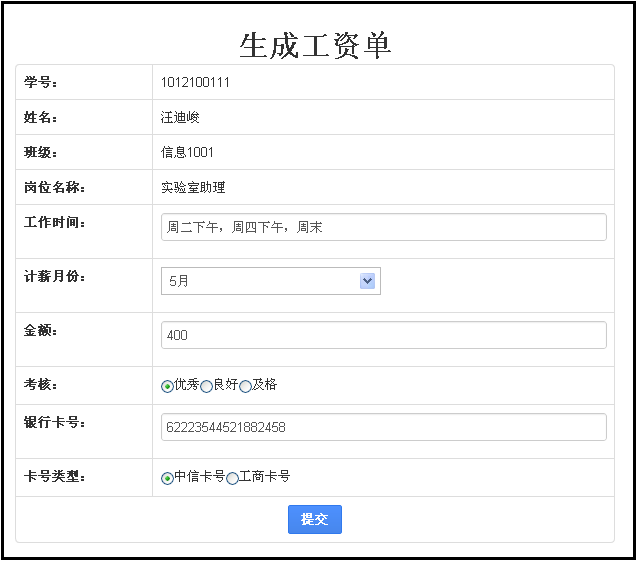 生成工资单
学号： 1012100111
姓名： 汪迪峻
班级： 信息1001
岗位名称： 实验室助理
工作时间： 周二下午，周四下午，周末
计薪月份： 5月
金额： 400
考核： 优秀 良好 及格
银行卡号： 62223544521882458
卡号类型： 中信卡号 工商卡号
提交